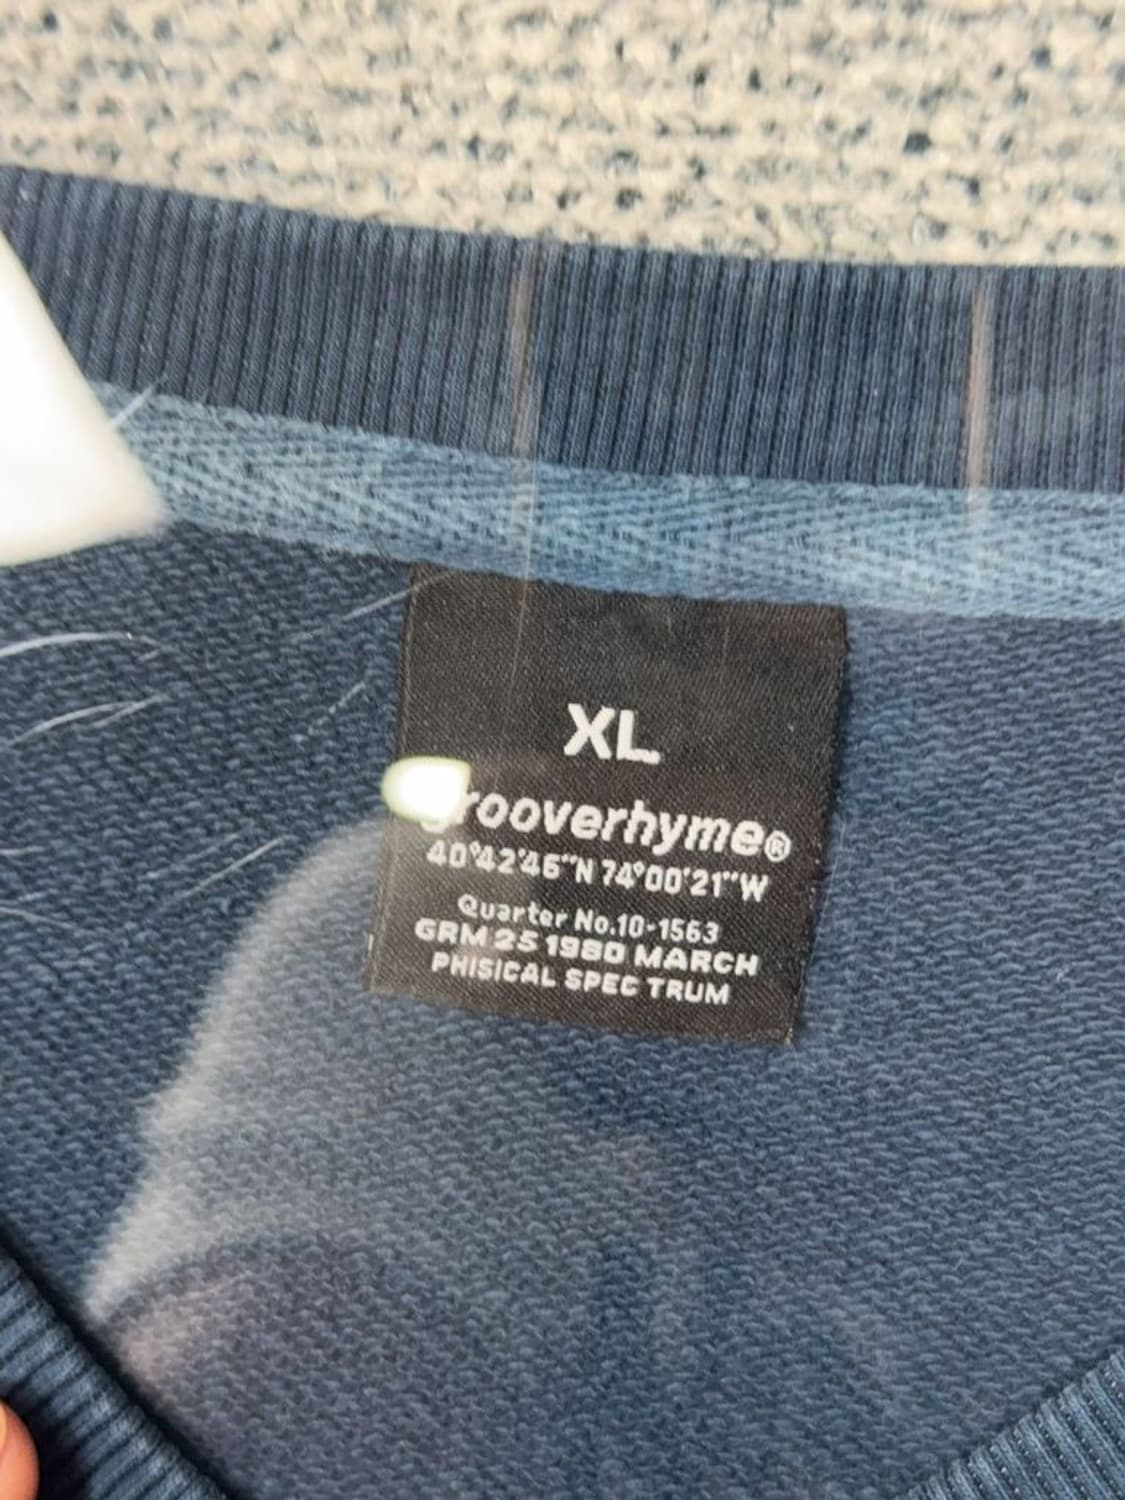 XL
grooverhyme®
40°42'46"N 74°00'21"W
Quarter No.10-1563
GRM 25 1980 MARCH
PHISICAL SPEC TRUM